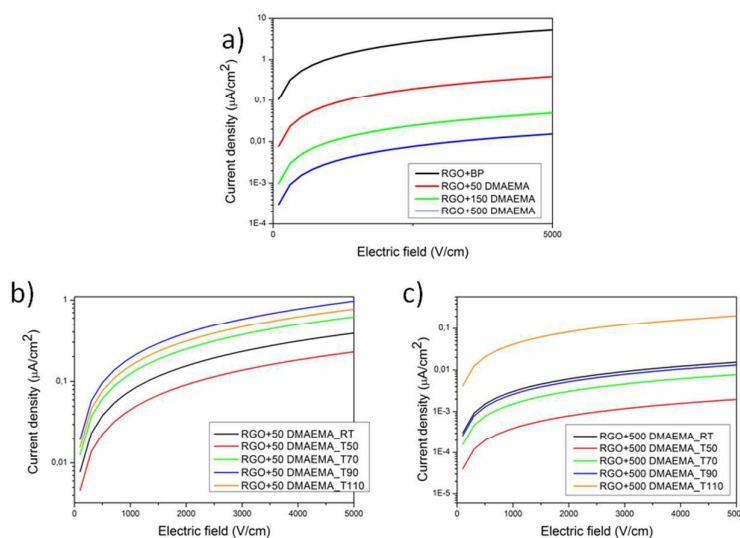 a)
Current density (µA/cm²)
10
1
0,1
0,01
1E-3
1E-4
0
5000
Electric field (V/cm)
RGO+BP
RGO+50 DMAEMA
RGO+150 DMAEMA
RGO+500 DMAEMA
b)
Current density (µA/cm²)
1
0,1
0,01
0
1000
2000
3000
4000
5000
Electric field (V/cm)
RGO+50 DMAEMA_RT
RGO+50 DMAEMA_T50
RGO+50 DMAEMA_T70
RGO+50 DMAEMA_T90
RGO+50 DMAEMA_T110
c)
Current density (µA/cm²)
0,1
0,01
1E-3
1E-4
1E-5
0
1000
2000
3000
4000
500
Electric field (V/cm)
RGO+500 DMAEMA_RT
RGO+500 DMAEMA_T50
RGO+500 DMAEMA_T70
RGO+500 DMAEMA_T90
RGO+500 DMAEMA_T110